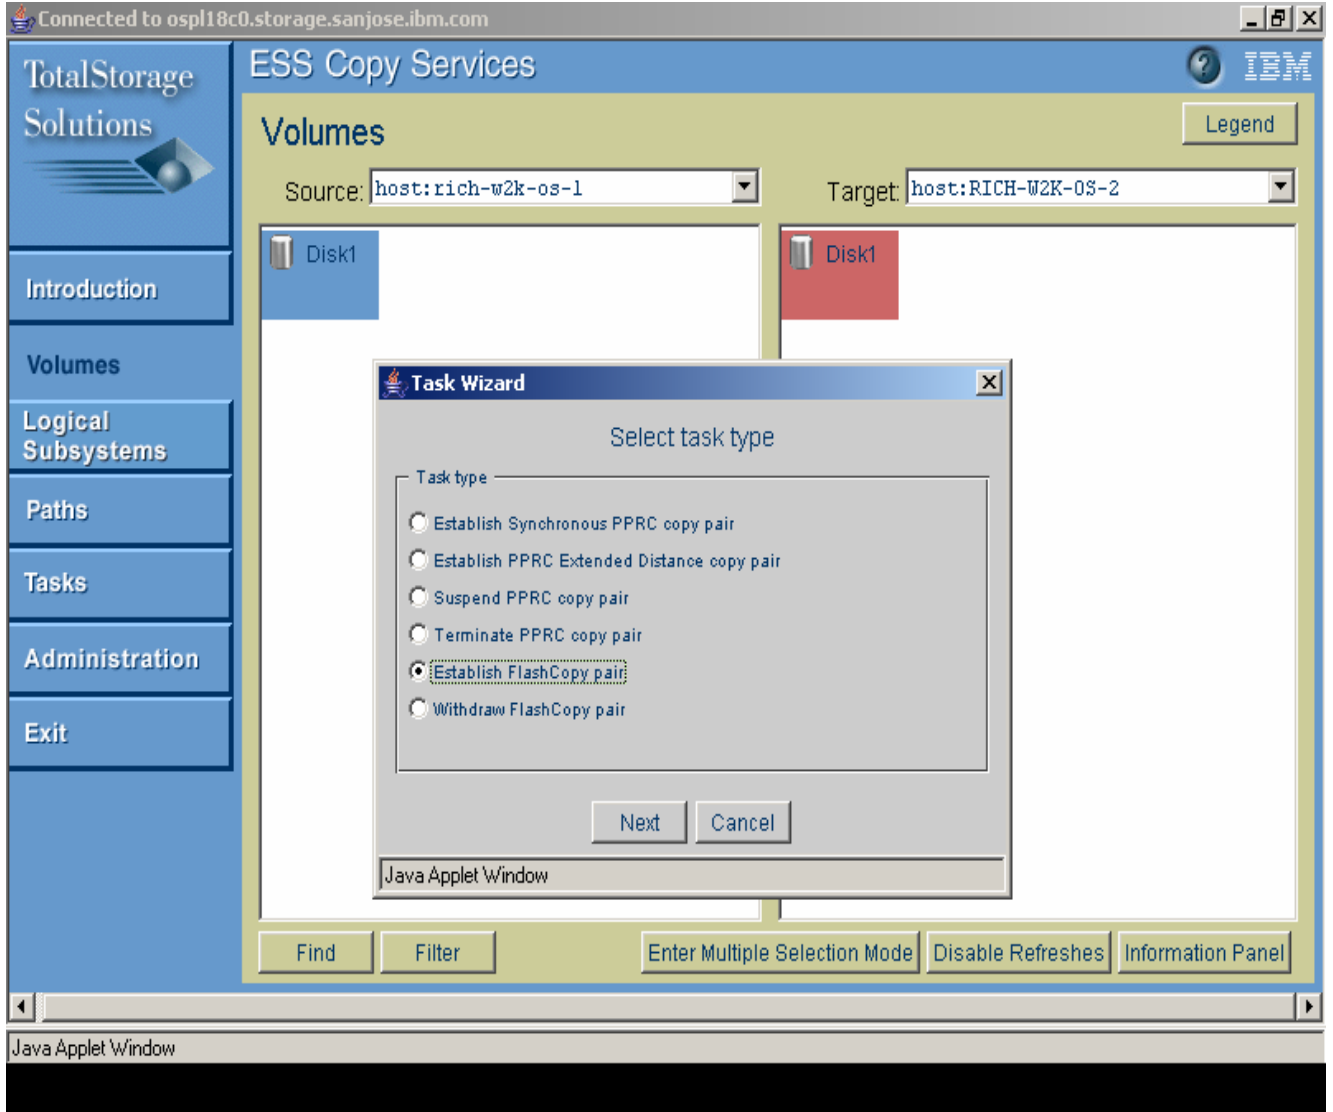 Connected to ospl18c0.storage.sanjose.ibm.com
TotalStorage
Solutions
ESS Copy Services
?
IBM
Volumes
Legend
Source: host:rich-w2k-os-1
Target: host:RICH-W2K-OS-2
Disk1
Disk1
Introduction
Volumes
Logical
Subsystems
Paths
Tasks
Administration
Exit
Task Wizard
Select task type
Task type
Establish Synchronous PPRC copy pair
Establish PPRC Extended Distance copy pair
Suspend PPRC copy pair
Terminate PPRC copy pair
Establish FlashCopy pair
Withdraw FlashCopy pair
Next
Cancel
Java Applet Window
Find
Filter
Enter Multiple Selection Mode
Disable Refreshes
Information Panel
Java Applet Window